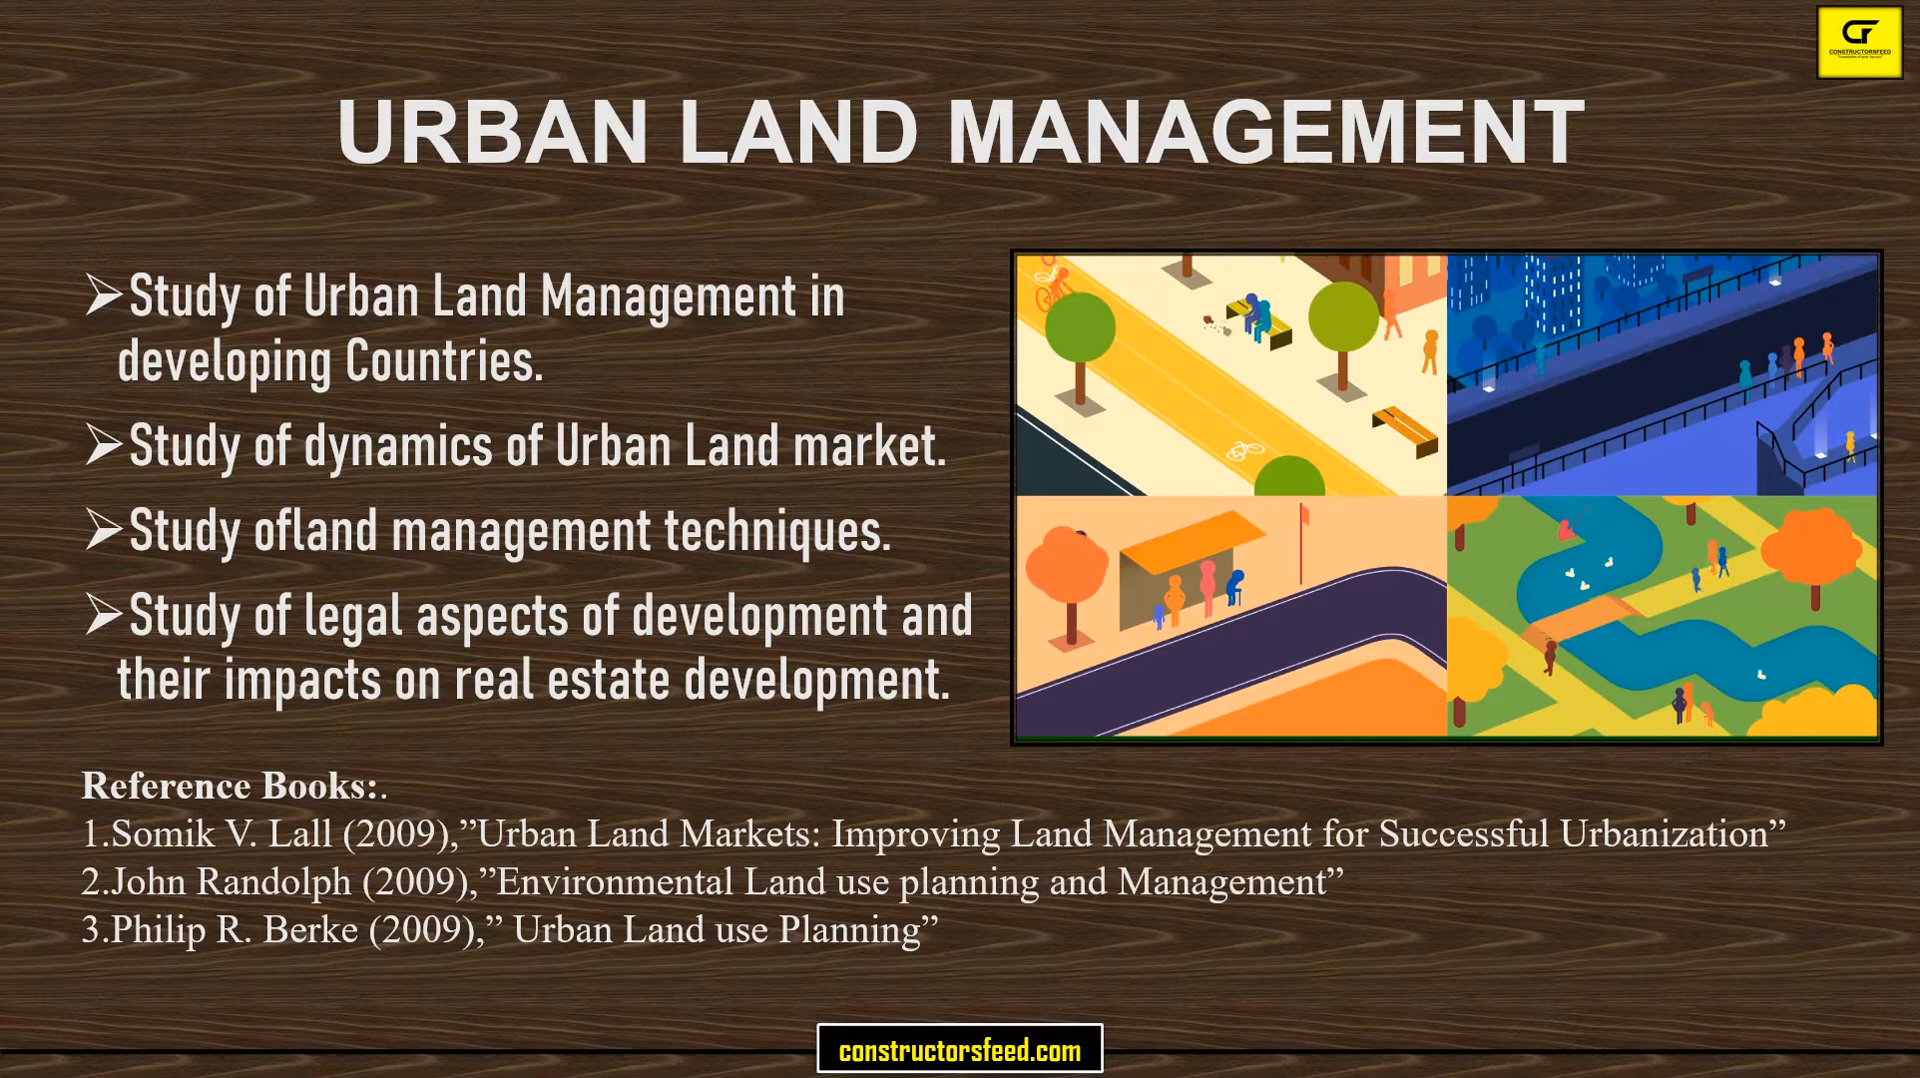 CONSTRUCTORSFEED
URBAN LAND MANAGEMENT
➢Study of Urban Land Management in
developing Countries.
➢Study of dynamics of Urban Land market.
➢Study ofland management techniques.
➢Study of legal aspects of development and
their impacts on real estate development.
Reference Books:.
1.Somik V. Lall (2009),”Urban Land Markets: Improving Land Management for Successful Urbanization”
2.John Randolph (2009),”Environmental Land use planning and Management”
3.Philip R. Berke (2009),” Urban Land use Planning”
constructorsfeed.com